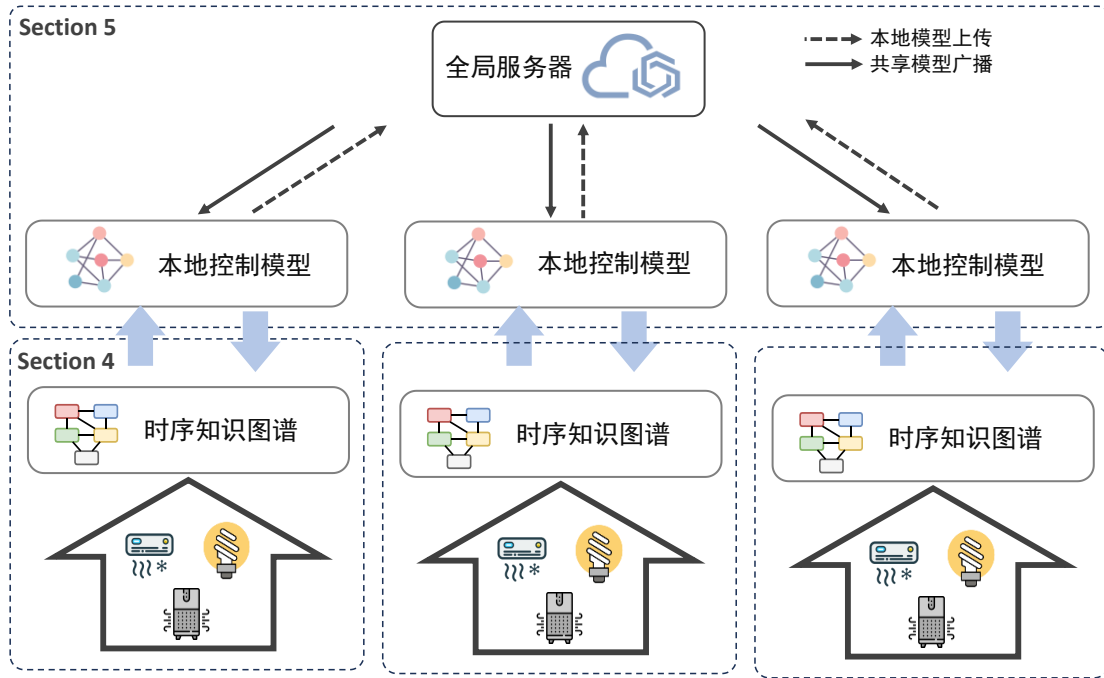 Section 5
全局服务器
本地模型上传
共享模型广播
本地控制模型
本地控制模型
本地控制模型
Section 4
时序知识图谱
时序知识图谱
时序知识图谱